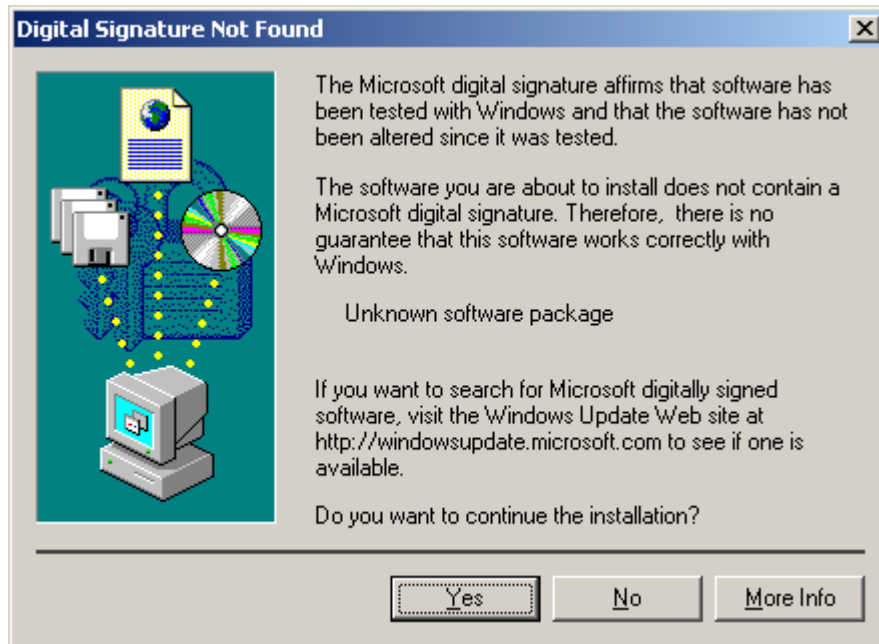 Digital Signature Not Found
The Microsoft digital signature affirms that software has
been tested with Windows and that the software has not
been altered since it was tested.
The software you are about to install does not contain a
Microsoft digital signature. Therefore,  there is no
guarantee that this software works correctly with
Windows.
Unknown software package
If you want to search for Microsoft digitally signed
software, visit the Windows Update Web site at
http://windowsupdate.microsoft.com to see if one is
available.
Do you want to continue the installation?
Yes No More Info